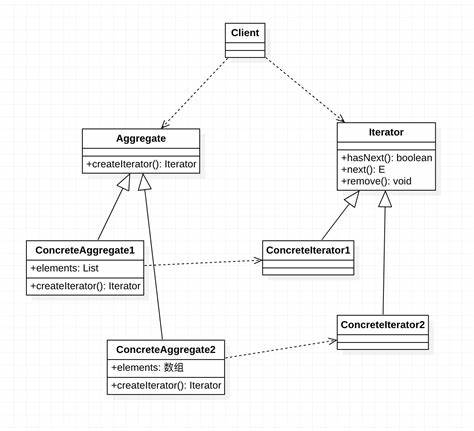 Client
Aggregate
+createIterator(): Iterator
Iterator
+hasNext(): boolean
+next(): E
+remove(): void
ConcreteAggregate1
+elements: List
+createIterator(): Iterator
ConcreteIterator1
ConcreteIterator2
ConcreteAggregate2
+elements: 数组
+createIterator(): Iterator